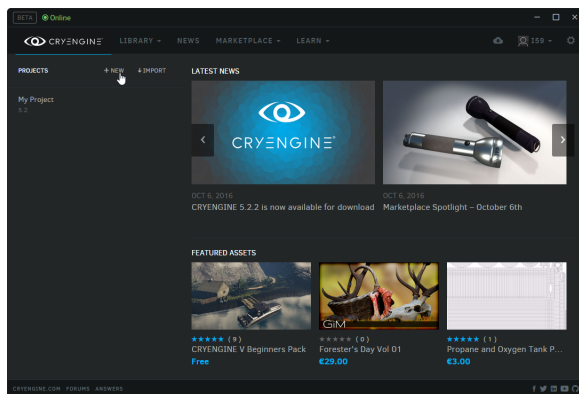 BETA Online
CRYENGINE® LIBRARY NEWS MARKETPLACE LEARN 159
PROJECTS + NEW IMPORT
LATEST NEWS
My Project
5.2
CRYENGINE®
OCT 6, 2016
CRYENGINE 5.2.2 is now available for download
OCT 6, 2016
Marketplace Spotlight – October 6th
FEATURED ASSETS
GiM
★★★★★ (9)
CRYENGINE V Beginners Pack
Free
★★★★★ (0)
Forester's Day Vol 01
€29.00
★★★★★ (1)
Propane and Oxygen Tank P...
€3.00
CRYENGINE.COM FORUMS ANSWERS